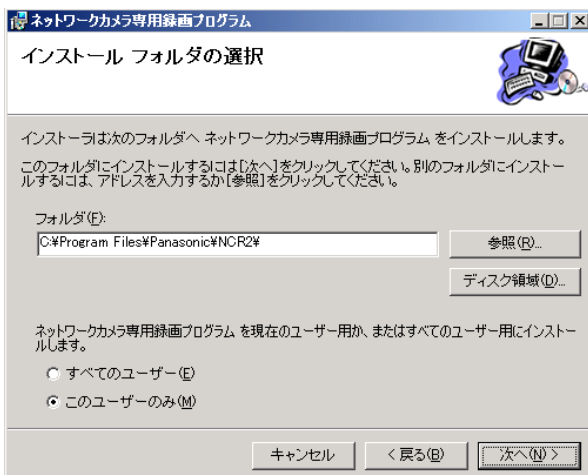 ネットワークカメラ専用録画プログラム
インストール フォルダの選択
インストーラは次のフォルダへ ネットワークカメラ専用録画プログラム をインストールします。
このフォルダにインストールするには[次へ]をクリックしてください。別のフォルダにインストー
ルするには、アドレスを入力するか[参照]をクリックしてください。
フォルダ(F):
C:¥Program Files¥Panasonic¥NCR2¥
参照(R)...
ディスク領域(D)...
ネットワークカメラ専用録画プログラム を現在のユーザー用か、またはすべてのユーザー用にインストー
ルします。
すべてのユーザー(E)
このユーザーのみ(M)
キャンセル
< 戻る(B)
次へ(N) >